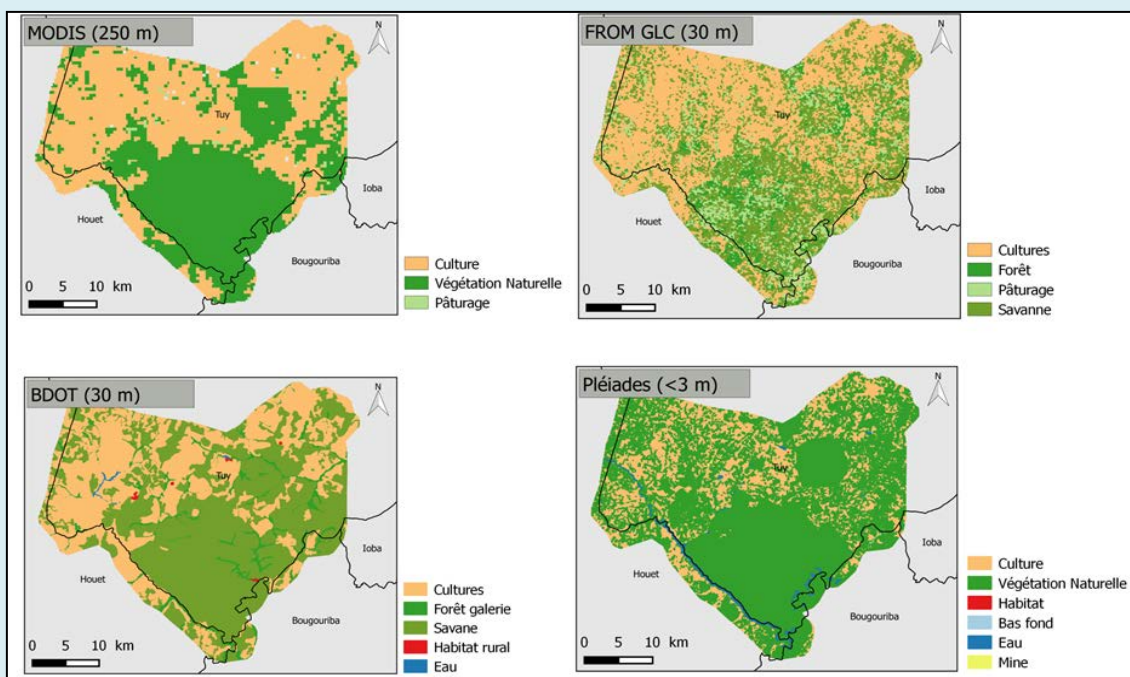 MODIS (250 m)
N
Tuy
Ioba
Houet
Bougouriba
Culture
Végétation Naturelle
Pâturage
0 5 10 km
FROM GLC (30 m)
N
Tuy
Ioba
Houet
Bougouriba
Cultures
Forêt
Pâturage
Savanne
0 5 10 km
BDOT (30 m)
N
Tuy
Ioba
Houet
Bougouriba
Cultures
Forêt galerie
Savane
Habitat rural
Eau
0 5 10 km
Pléiades (<3 m)
N
Tuy
Ioba
Houet
Bougouriba
Culture
Végétation Naturelle
Habitat
Bas fond
Eau
Mine
0 5 10 km